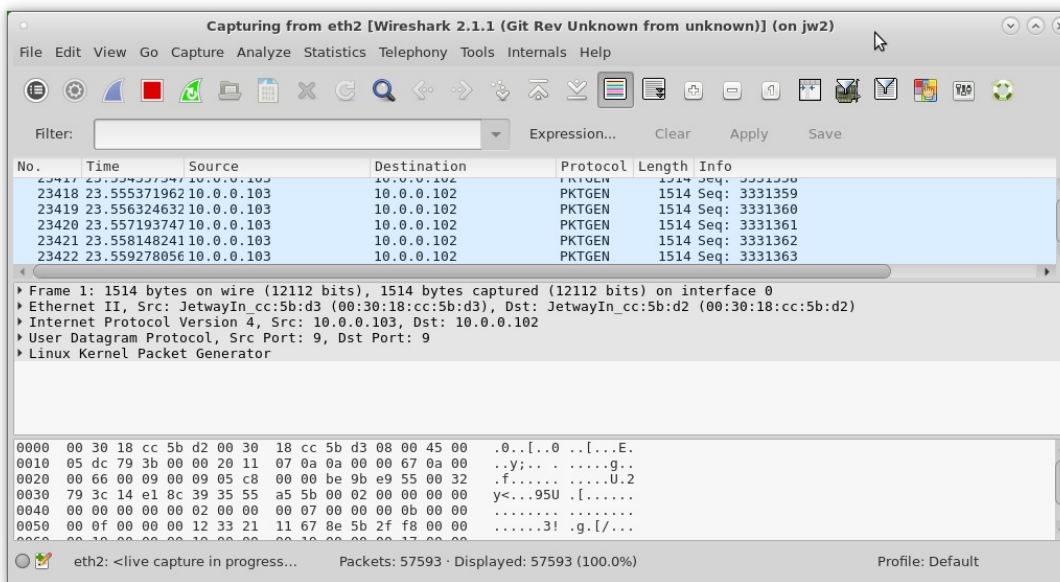 Capturing from eth2 [Wireshark 2.1.1 (Git Rev Unknown from unknown)] (on jw2)
File Edit View Go Capture Analyze Statistics Telephony Tools Internals Help
Filter: Expression... Clear Apply Save
No. Time Source Destination Protocol Length Info
23418 23.555371962 10.0.0.103 10.0.0.102 PKTGEN 1514 Seq: 3331359
23419 23.556324632 10.0.0.103 10.0.0.102 PKTGEN 1514 Seq: 3331360
23420 23.557193747 10.0.0.103 10.0.0.102 PKTGEN 1514 Seq: 3331361
23421 23.558148241 10.0.0.103 10.0.0.102 PKTGEN 1514 Seq: 3331362
23422 23.559278056 10.0.0.103 10.0.0.102 PKTGEN 1514 Seq: 3331363
Frame 1: 1514 bytes on wire (12112 bits), 1514 bytes captured (12112 bits) on interface 0
Ethernet II, Src: JetwayIn_cc:5b:d3 (00:30:18:cc:5b:d3), Dst: JetwayIn_cc:5b:d2 (00:30:18:cc:5b:d2)
Internet Protocol Version 4, Src: 10.0.0.103, Dst: 10.0.0.102
User Datagram Protocol, Src Port: 9, Dst Port: 9
Linux Kernel Packet Generator
0000 00 30 18 cc 5b d2 00 30 18 cc 5b d3 08 00 45 00 .0..[..0 ..[...E.
0010 05 dc 79 3b 00 00 20 11 07 0a 0a 00 00 67 0a 00 ..y;.. . .....g..
0020 00 66 00 09 00 09 05 c8 00 00 be 9b e9 55 00 32 .f...... .....U.2
0030 79 3c 14 e1 8c 39 35 55 a5 5b 00 02 00 00 00 00 y<...95U .[......
0040 00 00 00 00 02 00 00 00 07 00 00 00 0b 00 00 ........ ........
0050 00 0f 00 00 00 12 33 21 11 67 8e 5b 2f f8 00 00 ......3! .g.[/...
eth2: <live capture in progress... Packets: 57593 · Displayed: 57593 (100.0%) Profile: Default